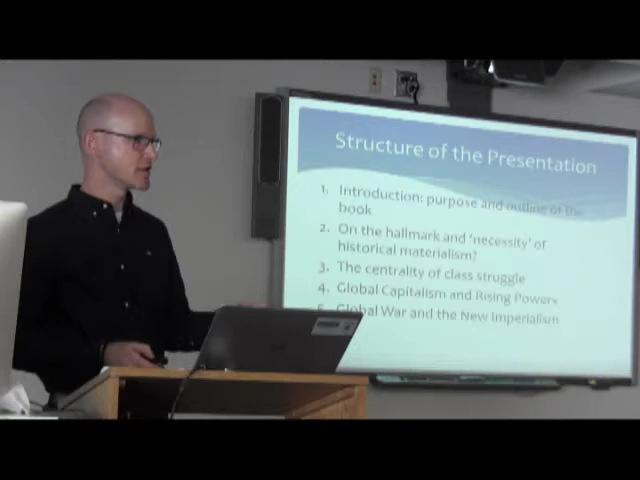 Structure of the Presentation
1. Introduction: purpose and outline of the
book
2. On the hallmark and 'necessity' of
historical materialism?
3. The centrality of class struggle
4. Global Capitalism and Rising Powers
5. Global War and the New Imperialism